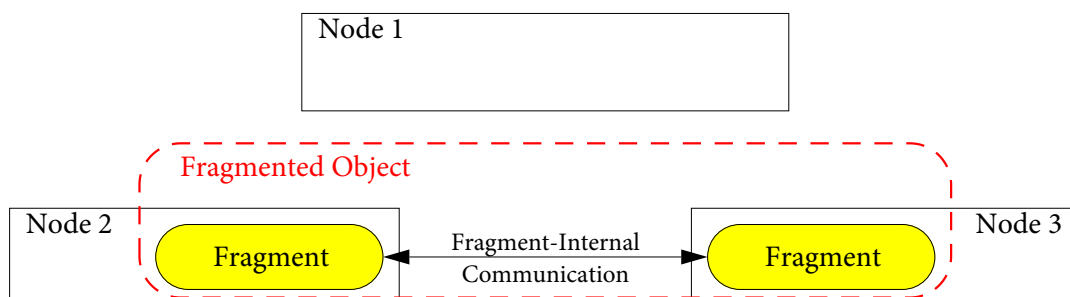 Node 1
Fragmented Object
Node 2
Node 3
Fragment
Fragment-Internal
Communication
Fragment